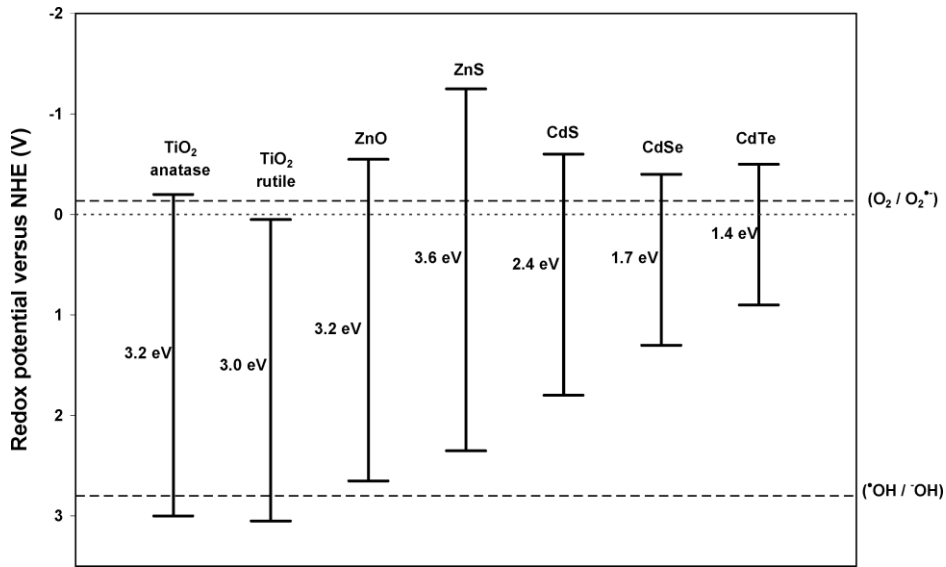 -2
-1
0
1
2
3
Redox potential versus NHE (V)
TiO₂
anatase
TiO₂
rutile
ZnO
ZnS
CdS
CdSe
CdTe
3.2 eV
3.0 eV
3.2 eV
3.6 eV
2.4 eV
1.7 eV
1.4 eV
(O₂ / O₂•⁻)
(•OH / ⁻OH)